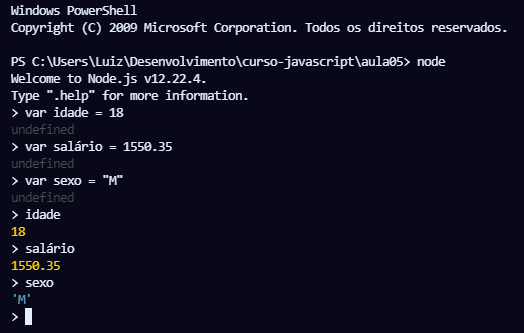 Windows PowerShell
Copyright (C) 2009 Microsoft Corporation. Todos os direitos reservados.
PS C:\Users\Luiz\Desenvolvimento\curso-javascript\aula05> node
Welcome to Node.js v12.22.4.
Type ".help" for more information.
> var idade = 18
undefined
> var salário = 1550.35
undefined
> var sexo = "M"
undefined
> idade
18
> salário
1550.35
> sexo
'M'
>